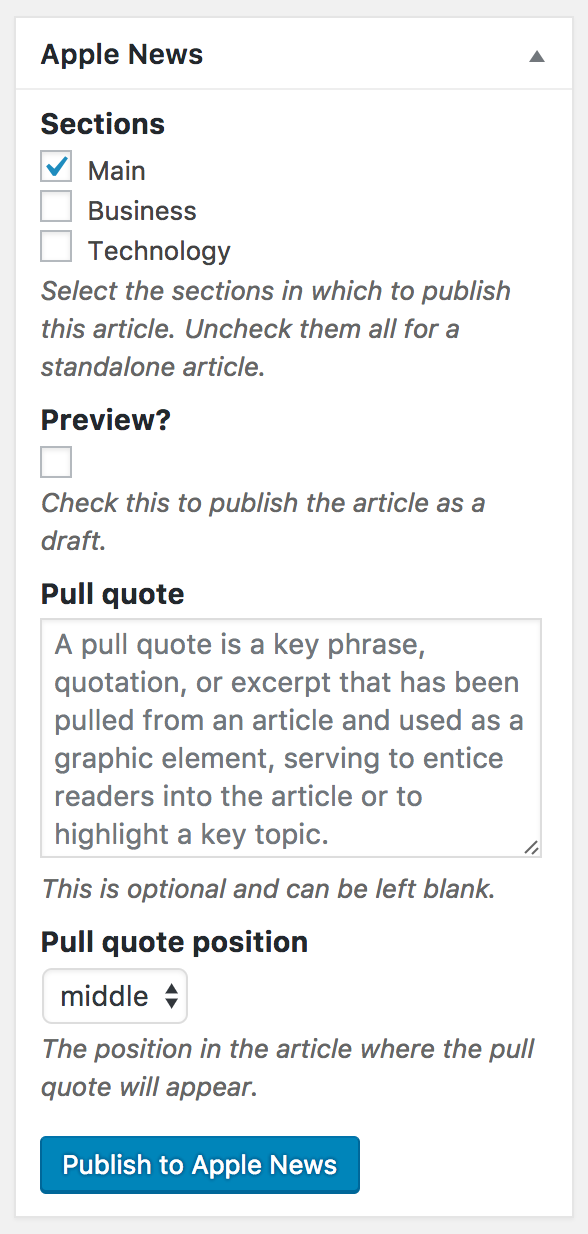 Apple News
Sections
Main
Business
Technology
Select the sections in which to publish
this article. Uncheck them all for a
standalone article.
Preview?
Check this to publish the article as a
draft.
Pull quote
A pull quote is a key phrase,
quotation, or excerpt that has been
pulled from an article and used as a
graphic element, serving to entice
readers into the article or to
highlight a key topic.
This is optional and can be left blank.
Pull quote position
middle
The position in the article where the pull
quote will appear.
Publish to Apple News